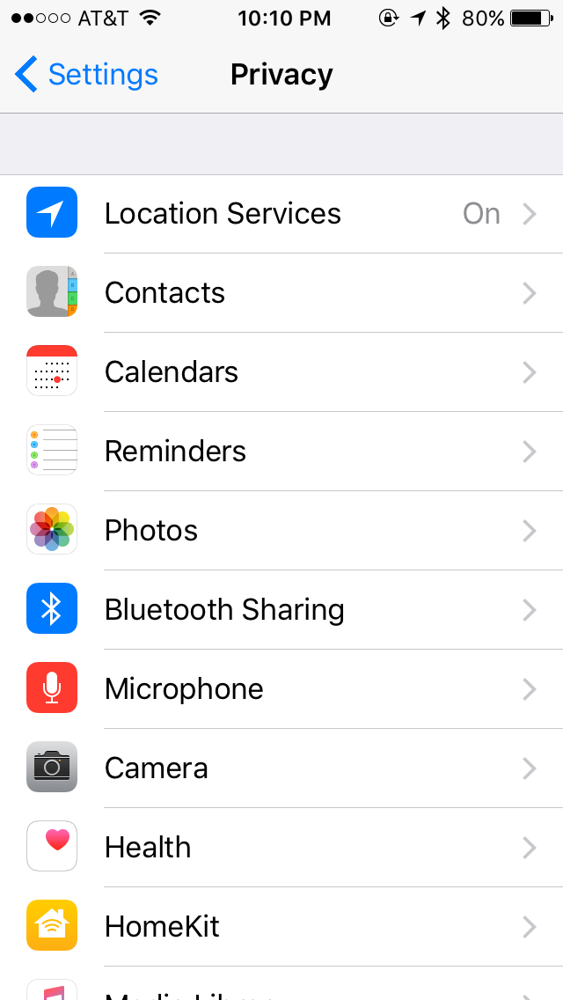 AT&T 10:10 PM 80%
Settings Privacy
Location Services On
Contacts
Calendars
Reminders
Photos
Bluetooth Sharing
Microphone
Camera
Health
HomeKit